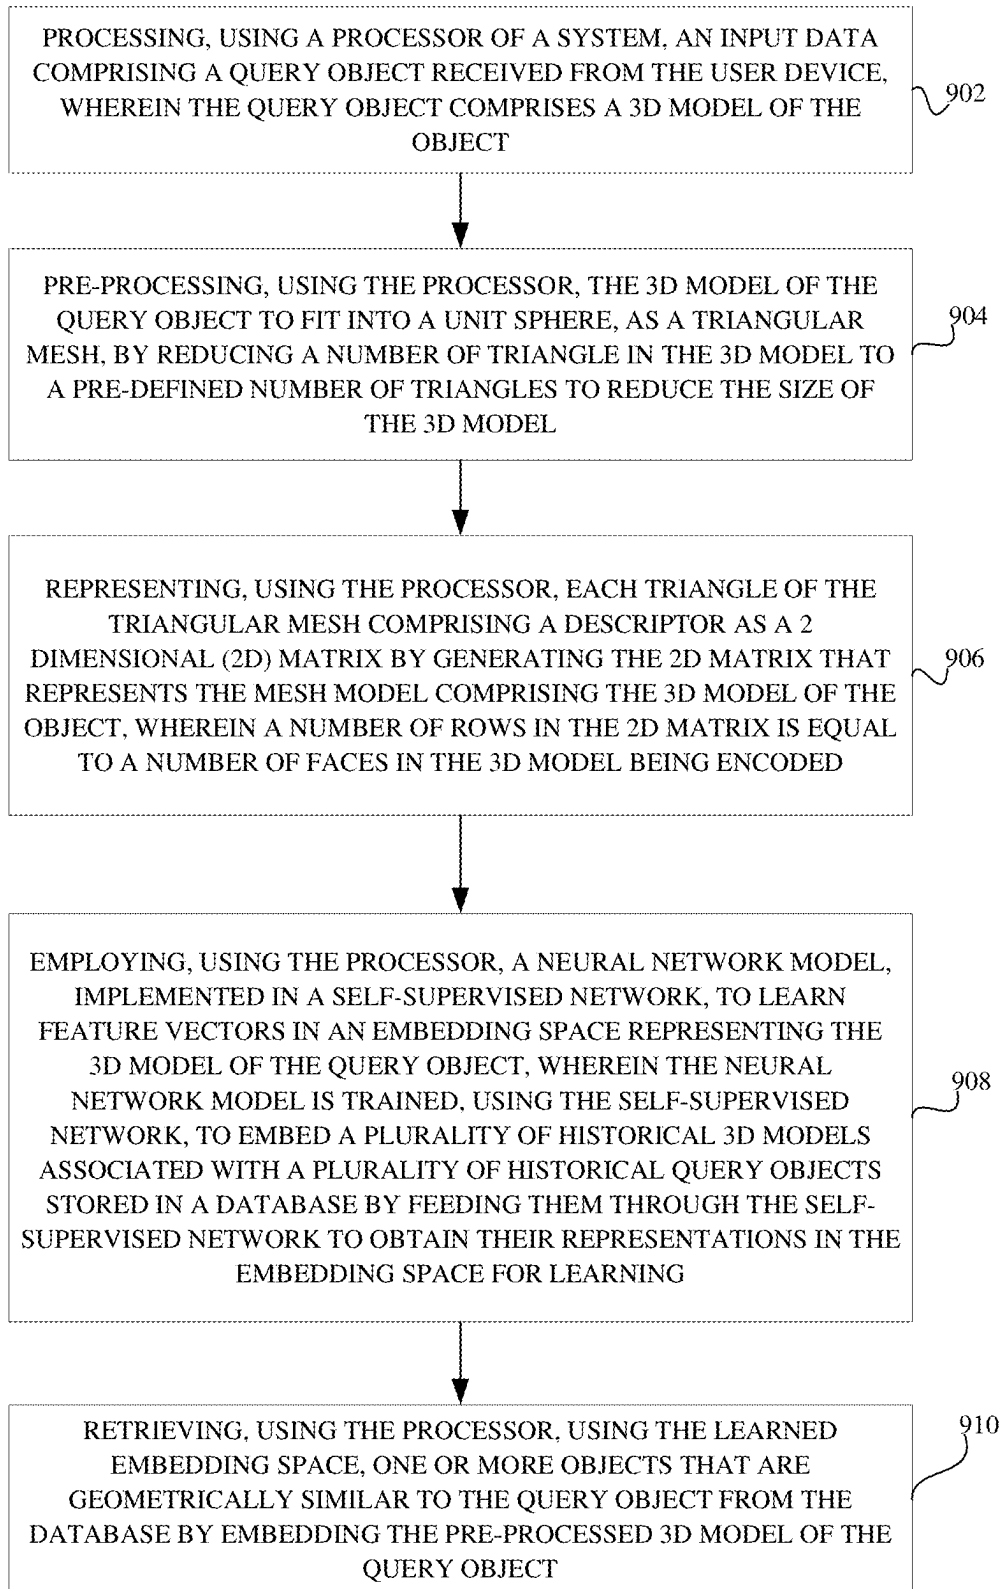 PROCESSING, USING A PROCESSOR OF A SYSTEM, AN INPUT DATA
COMPRISING A QUERY OBJECT RECEIVED FROM THE USER DEVICE,
WHEREIN THE QUERY OBJECT COMPRISES A 3D MODEL OF THE
OBJECT
902
PRE-PROCESSING, USING THE PROCESSOR, THE 3D MODEL OF THE
QUERY OBJECT TO FIT INTO A UNIT SPHERE, AS A TRIANGULAR
MESH, BY REDUCING A NUMBER OF TRIANGLE IN THE 3D MODEL TO
A PRE-DEFINED NUMBER OF TRIANGLES TO REDUCE THE SIZE OF
THE 3D MODEL
904
REPRESENTING, USING THE PROCESSOR, EACH TRIANGLE OF THE
TRIANGULAR MESH COMPRISING A DESCRIPTOR AS A 2
DIMENSIONAL (2D) MATRIX BY GENERATING THE 2D MATRIX THAT
REPRESENTS THE MESH MODEL COMPRISING THE 3D MODEL OF THE
OBJECT, WHEREIN A NUMBER OF ROWS IN THE 2D MATRIX IS EQUAL
TO A NUMBER OF FACES IN THE 3D MODEL BEING ENCODED
906
EMPLOYING, USING THE PROCESSOR, A NEURAL NETWORK MODEL,
IMPLEMENTED IN A SELF-SUPERVISED NETWORK, TO LEARN
FEATURE VECTORS IN AN EMBEDDING SPACE REPRESENTING THE
3D MODEL OF THE QUERY OBJECT, WHEREIN THE NEURAL
NETWORK MODEL IS TRAINED, USING THE SELF-SUPERVISED
NETWORK, TO EMBED A PLURALITY OF HISTORICAL 3D MODELS
ASSOCIATED WITH A PLURALITY OF HISTORICAL QUERY OBJECTS
STORED IN A DATABASE BY FEEDING THEM THROUGH THE SELF-
SUPERVISED NETWORK TO OBTAIN THEIR REPRESENTATIONS IN THE
EMBEDDING SPACE FOR LEARNING
908
RETRIEVING, USING THE PROCESSOR, USING THE LEARNED
EMBEDDING SPACE, ONE OR MORE OBJECTS THAT ARE
GEOMETRICALLY SIMILAR TO THE QUERY OBJECT FROM THE
DATABASE BY EMBEDDING THE PRE-PROCESSED 3D MODEL OF THE
QUERY OBJECT
910